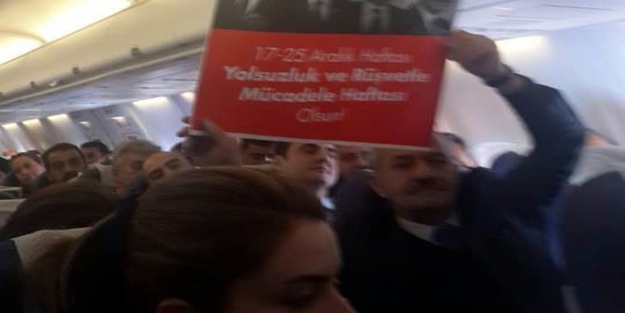 17-25 Aralık Haftası
Yolsuzluk ve Rüşvetle
Mücadele Haftası
Olsun!